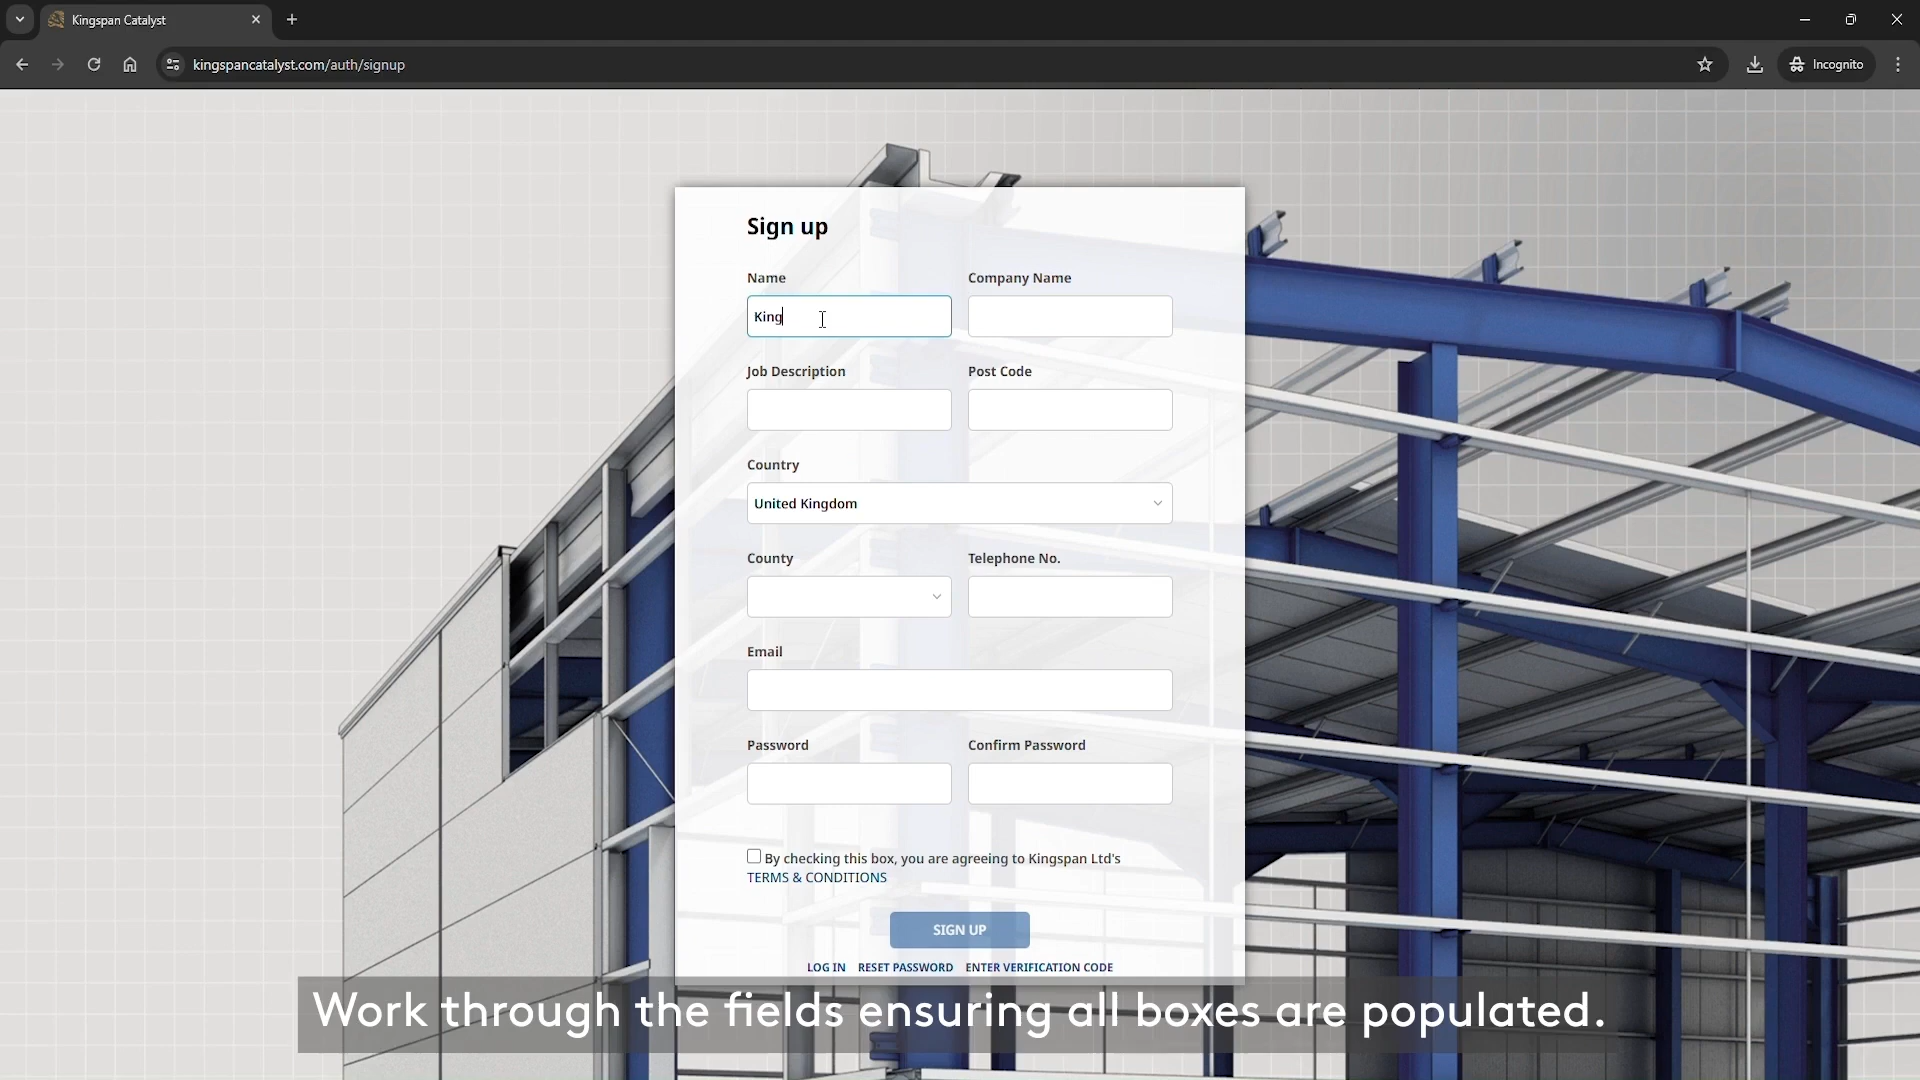 Kingspan Catalyst
kingspancatalyst.com/auth/signup
Incognito
Sign up
Name
Company Name
King
Job Description
Post Code
Country
United Kingdom
County
Telephone No.
Email
Password
Confirm Password
By checking this box, you are agreeing to Kingspan Ltd's
TERMS & CONDITIONS
SIGN UP
LOG IN RESET PASSWORD ENTER VERIFICATION CODE
Work through the fields ensuring all boxes are populated.